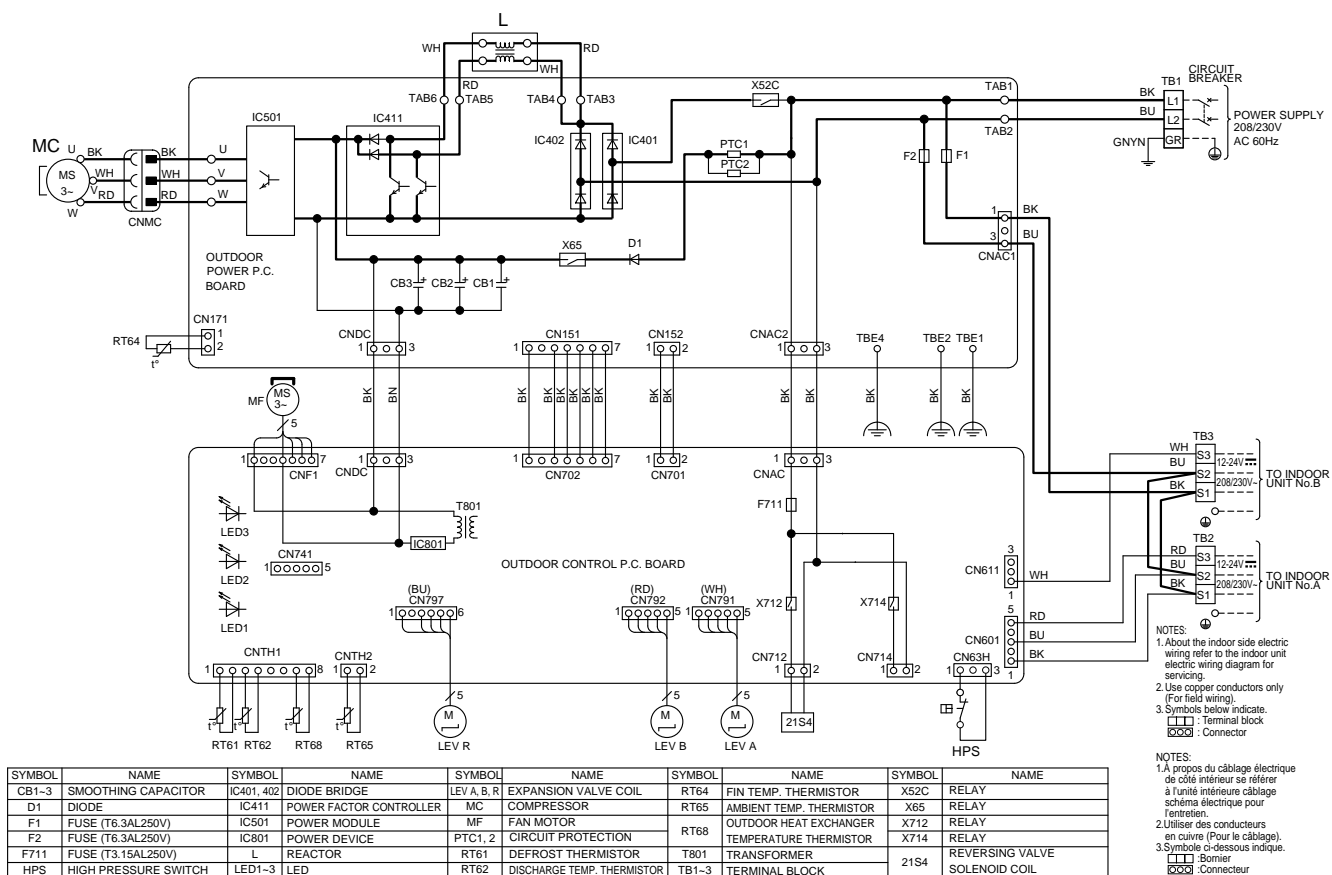 L
WH
RD
WH
RD
TAB6
TAB5
TAB4
TAB3
X52C
TAB1
TAB2
TB1
CIRCUIT
BREAKER
BK
L1
BU
L2
GNYN
GR
POWER SUPPLY
208/230V
AC 60Hz
IC501
IC411
IC402
IC401
PTC1
PTC2
F2
F1
MC
U
BK
BK
U
MS
3~
WH
WH
V
V
RD
RD
W
W
CNMC
1
BK
3
BU
CNAC1
OUTDOOR
POWER P.C.
BOARD
X65
D1
CB3
+
CB2
+
CB1
+
CN171
1
2
RT64
t°
CNDC
1
3
CN151
1
7
CN152
1
2
CNAC2
1
3
TBE4
TBE2
TBE1
MF
MS
3~
5
BK
BN
BK
BK
BK
BK
BK
BK
BK
BK
BK
BK
BK
BK
BK
1
7
CNF1
1
3
CNDC
1
7
CN702
1
2
CN701
CNAC
1
3
TB3
WH
S3
12-24V
BU
S2
208/230V~
BK
S1
TO INDOOR
UNIT No.B
LED3
T801
IC801
F711
OUTDOOR CONTROL P.C. BOARD
CN741
1
5
LED2
LED1
3
CN611
1
WH
TB2
RD
S3
12-24V
BU
S2
208/230V~
BK
S1
TO INDOOR
UNIT No.A
(BU)
CN797
1
6
(RD)
CN792
1
5
(WH)
CN791
1
5
X712
X714
5
CN601
1
RD
BU
BK
CNTH1
1
8
CNTH2
1
2
CN712
1
2
CN714
1
2
CN63H
1
3
t°
t°
t°
t°
RT61
RT62
RT68
RT65
5
M
LEV R
5
M
LEV B
5
M
LEV A
21S4
HPS
NOTES:
1. About the indoor side electric
wiring refer to the indoor unit
electric wiring diagram for
servicing.
2. Use copper conductors only
(For field wiring).
3. Symbols below indicate.
: Terminal block
: Connector
NOTES:
1.À propos du câblage électrique
de côté intérieur se référer
à l'unité intérieure câblage
schéma électrique pour
l'entretien.
2.Utiliser des conducteurs
en cuivre (Pour le câblage).
3.Symbole ci-dessous indique.
:Bornier
:Connecteur
SYMBOL NAME SYMBOL NAME SYMBOL NAME SYMBOL NAME SYMBOL NAME
CB1~3 SMOOTHING CAPACITOR IC401, 402 DIODE BRIDGE LEV A, B, R EXPANSION VALVE COIL RT64 FIN TEMP. THERMISTOR X52C RELAY
D1 DIODE IC411 POWER FACTOR CONTROLLER MC COMPRESSOR RT65 AMBIENT TEMP. THERMISTOR X65 RELAY
F1 FUSE (T6.3AL250V) IC501 POWER MODULE MF FAN MOTOR RT68 OUTDOOR HEAT EXCHANGER X712 RELAY
F2 FUSE (T6.3AL250V) IC801 POWER DEVICE PTC1, 2 CIRCUIT PROTECTION TEMPERATURE THERMISTOR X714 RELAY
F711 FUSE (T3.15AL250V) L REACTOR RT61 DEFROST THERMISTOR T801 TRANSFORMER 21S4 REVERSING VALVE
HPS HIGH PRESSURE SWITCH LED1~3 LED RT62 DISCHARGE TEMP. THERMISTOR TB1~3 TERMINAL BLOCK SOLENOID COIL